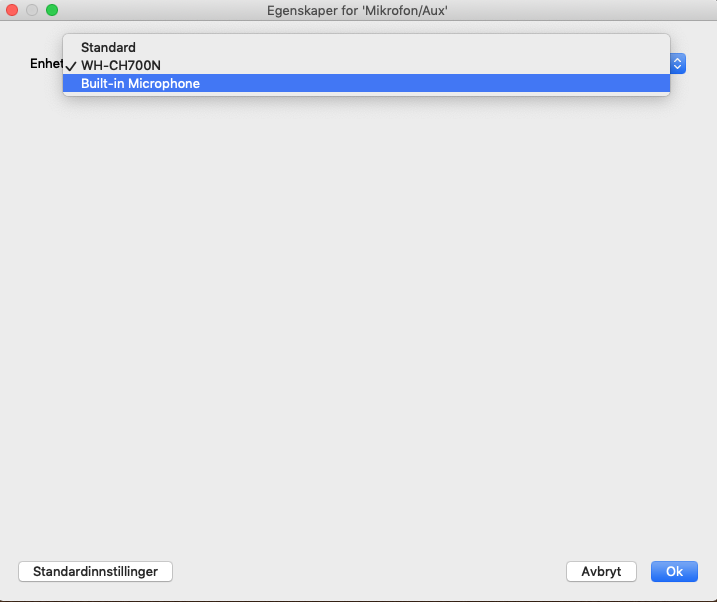 Egenskaper for 'Mikrofon/Aux'
Standard
Enhet
WH-CH700N
Built-in Microphone
Standardinnstillinger
Avbryt
Ok